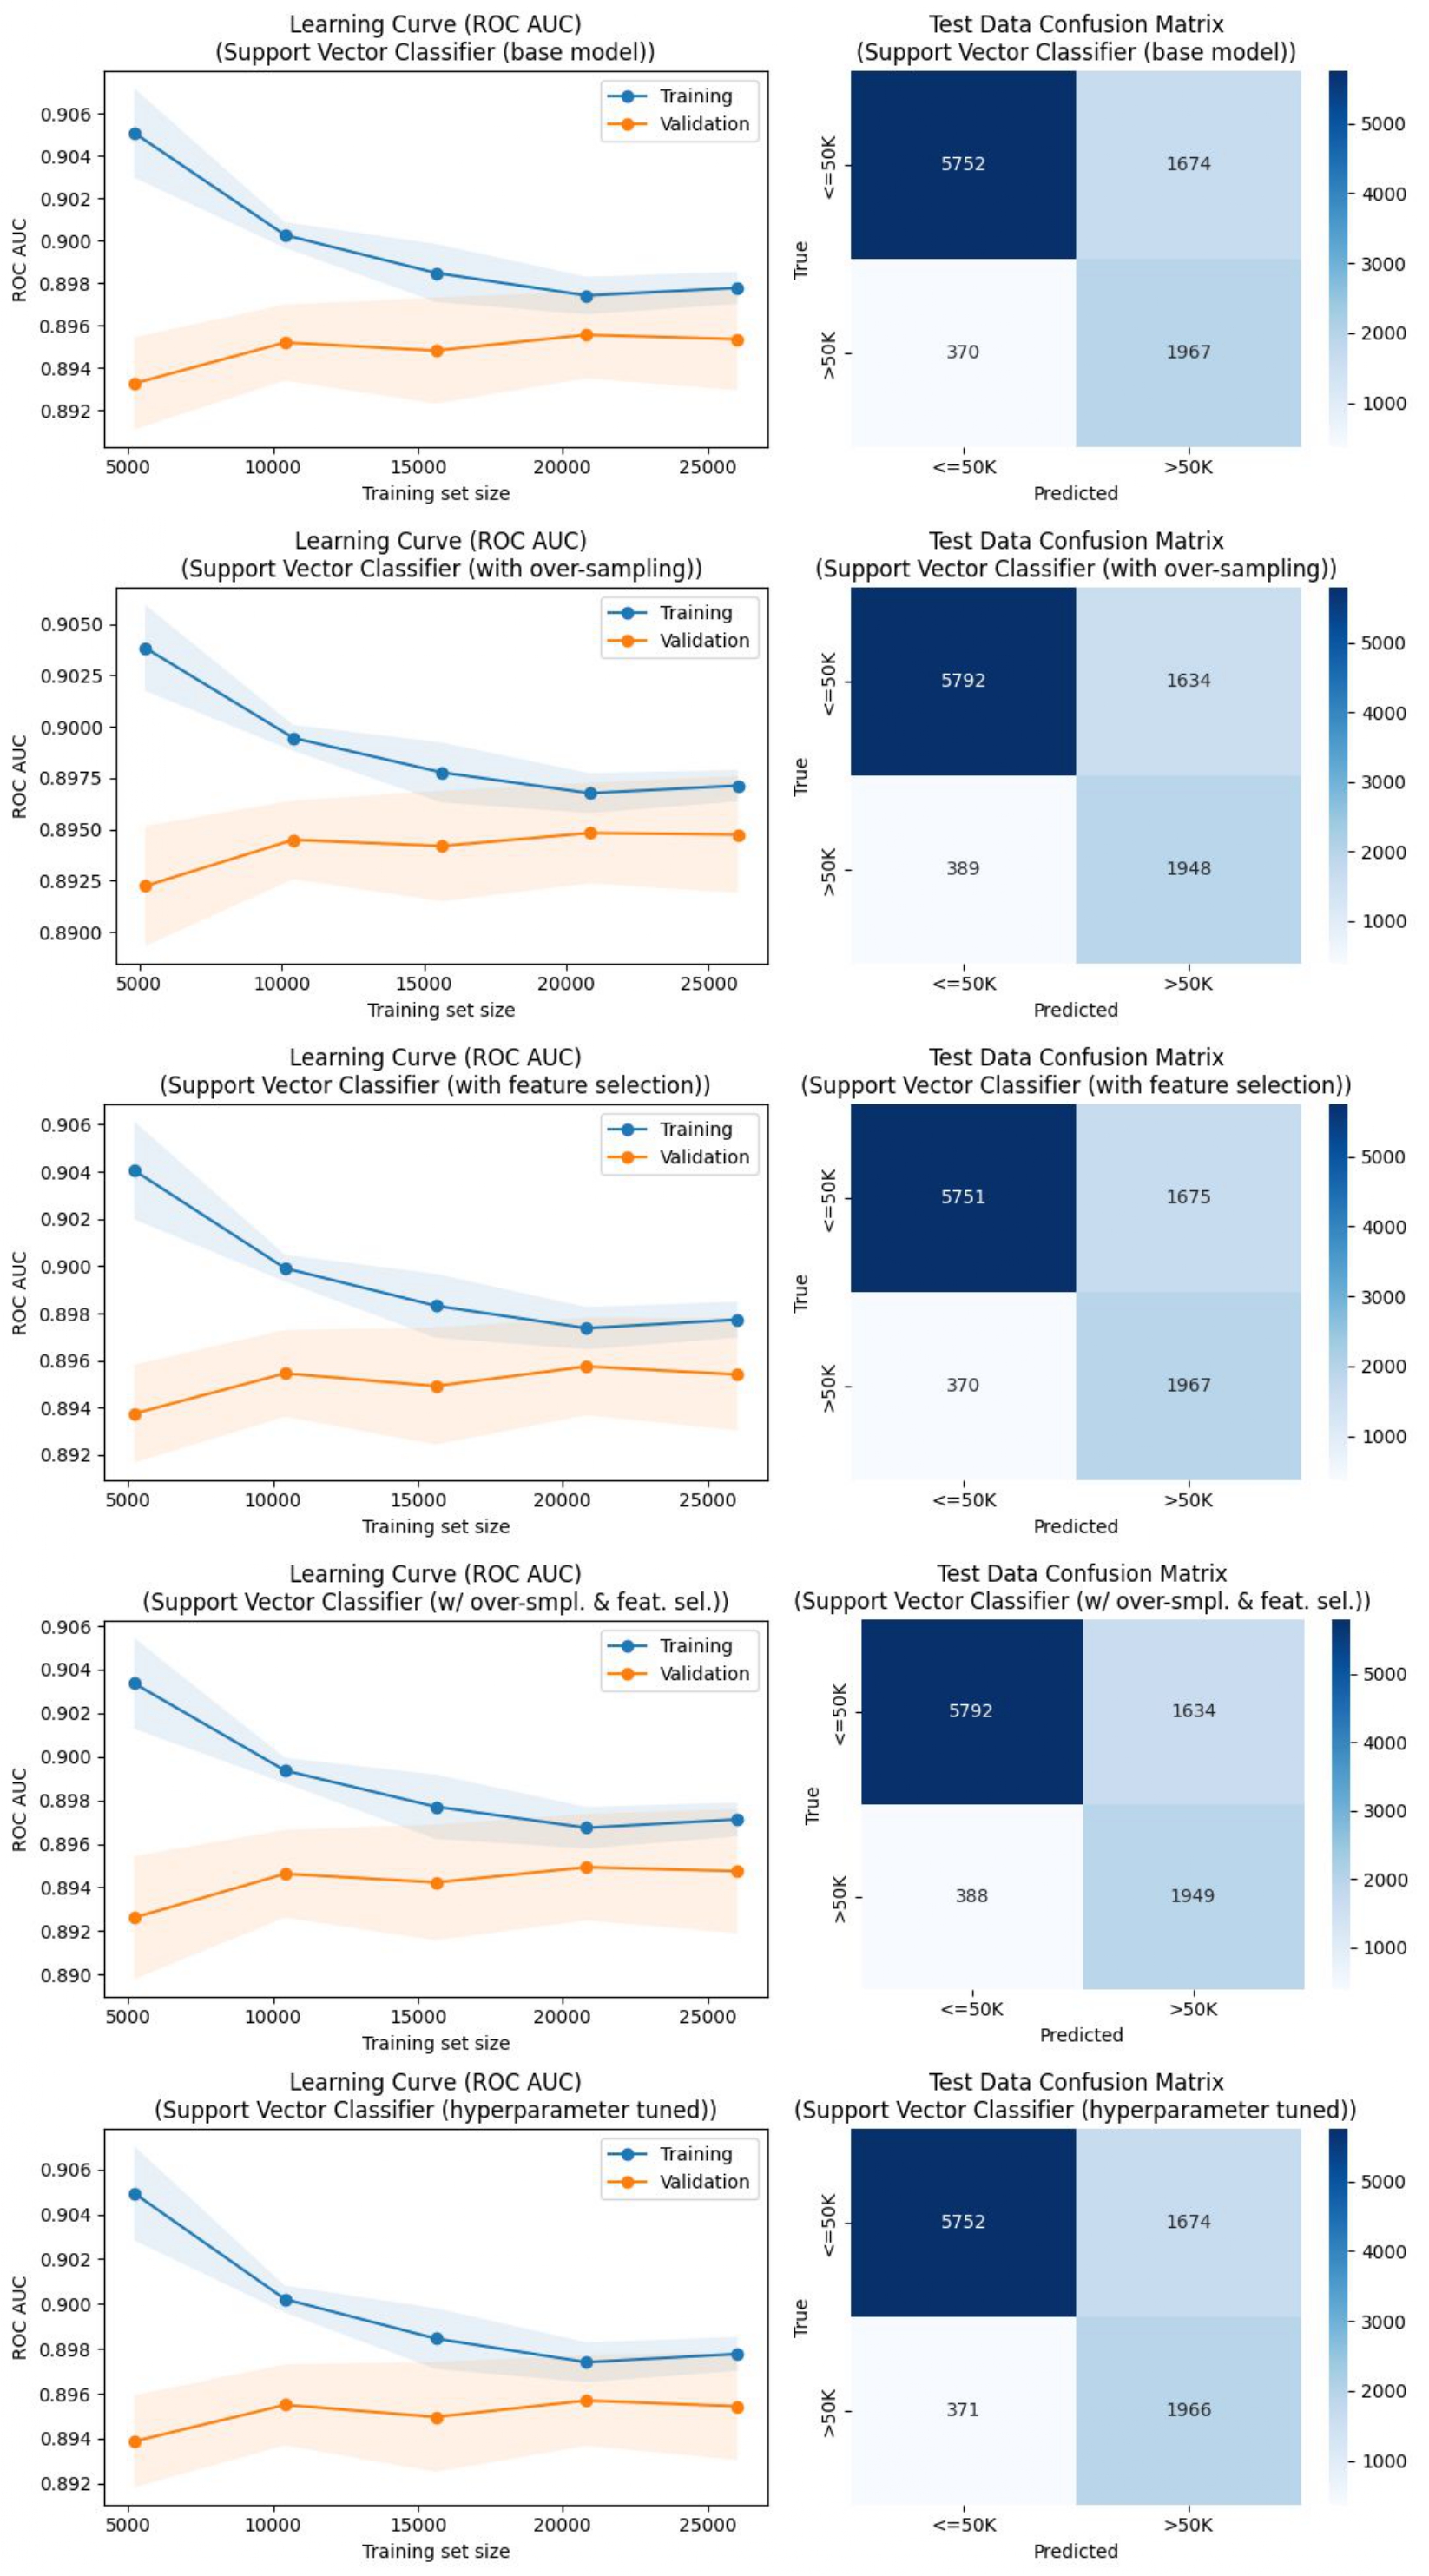 Learning Curve (ROC AUC)
(Support Vector Classifier (base model))
ROC AUC
0.906
0.904
0.902
0.900
0.898
0.896
0.894
0.892
Training
Validation
5000 10000 15000 20000 25000
Training set size
Test Data Confusion Matrix
(Support Vector Classifier (base model))
True
<=50K
>50K
5752 1674
370 1967
<=50K >50K
Predicted
5000
4000
3000
2000
1000
Learning Curve (ROC AUC)
(Support Vector Classifier (with over-sampling))
ROC AUC
0.9050
0.9025
0.9000
0.8975
0.8950
0.8925
0.8900
Training
Validation
5000 10000 15000 20000 25000
Training set size
Test Data Confusion Matrix
(Support Vector Classifier (with over-sampling))
True
<=50K
>50K
5792 1634
389 1948
<=50K >50K
Predicted
5000
4000
3000
2000
1000
Learning Curve (ROC AUC)
(Support Vector Classifier (with feature selection))
ROC AUC
0.906
0.904
0.902
0.900
0.898
0.896
0.894
0.892
Training
Validation
5000 10000 15000 20000 25000
Training set size
Test Data Confusion Matrix
(Support Vector Classifier (with feature selection))
True
<=50K
>50K
5751 1675
370 1967
<=50K >50K
Predicted
5000
4000
3000
2000
1000
Learning Curve (ROC AUC)
(Support Vector Classifier (w/ over-smpl. & feat. sel.))
ROC AUC
0.906
0.904
0.902
0.900
0.898
0.896
0.894
0.892
0.890
Training
Validation
5000 10000 15000 20000 25000
Training set size
Test Data Confusion Matrix
(Support Vector Classifier (w/ over-smpl. & feat. sel.))
True
<=50K
>50K
5792 1634
388 1949
<=50K >50K
Predicted
5000
4000
3000
2000
1000
Learning Curve (ROC AUC)
(Support Vector Classifier (hyperparameter tuned))
ROC AUC
0.906
0.904
0.902
0.900
0.898
0.896
0.894
0.892
Training
Validation
5000 10000 15000 20000 25000
Training set size
Test Data Confusion Matrix
(Support Vector Classifier (hyperparameter tuned))
True
<=50K
>50K
5752 1674
371 1966
<=50K >50K
Predicted
5000
4000
3000
2000
1000